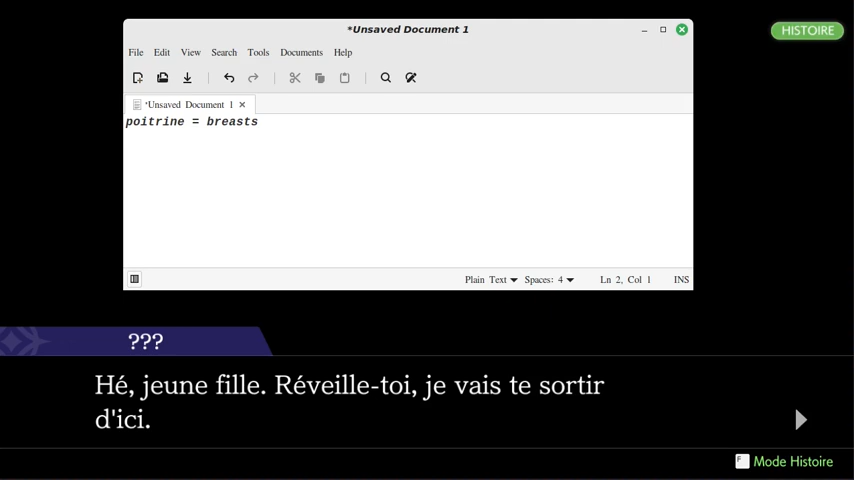 *Unsaved Document 1
HISTOIRE
File Edit View Search Tools Documents Help
*Unsaved Document 1
poitrine = breasts
Plain Text Spaces: 4 Ln 2, Col 1 INS
???
Hé, jeune fille. Réveille-toi, je vais te sortir
d'ici.
F Mode Histoire